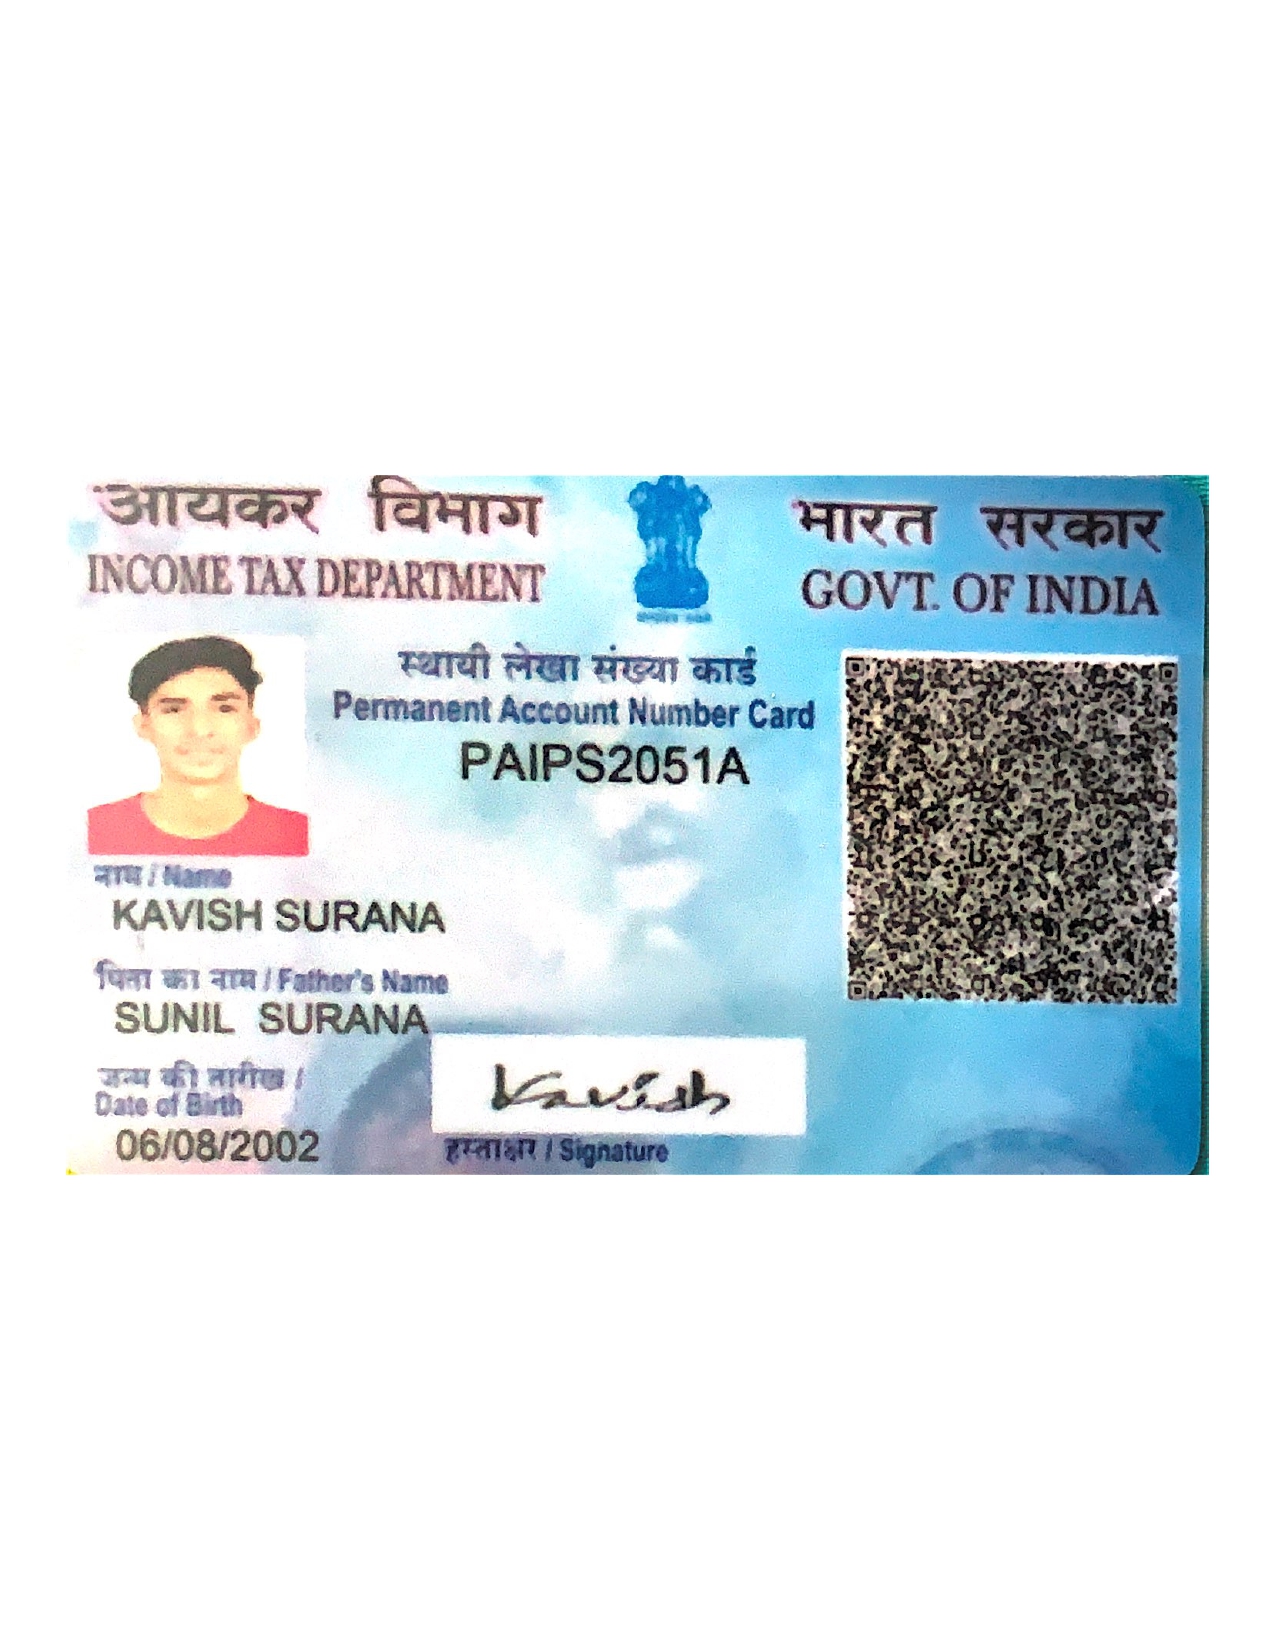 आयकर विभाग
INCOME TAX DEPARTMENT
भारत सरकार
GOVT. OF INDIA
स्थायी लेखा संख्या कार्ड
Permanent Account Number Card
PAIPS2051A
नाम / Name
KAVISH SURANA
पिता का नाम / Father's Name
SUNIL SURANA
जन्म की तारीख /
Date of Birth
06/08/2002
Kavish
हस्ताक्षर / Signature